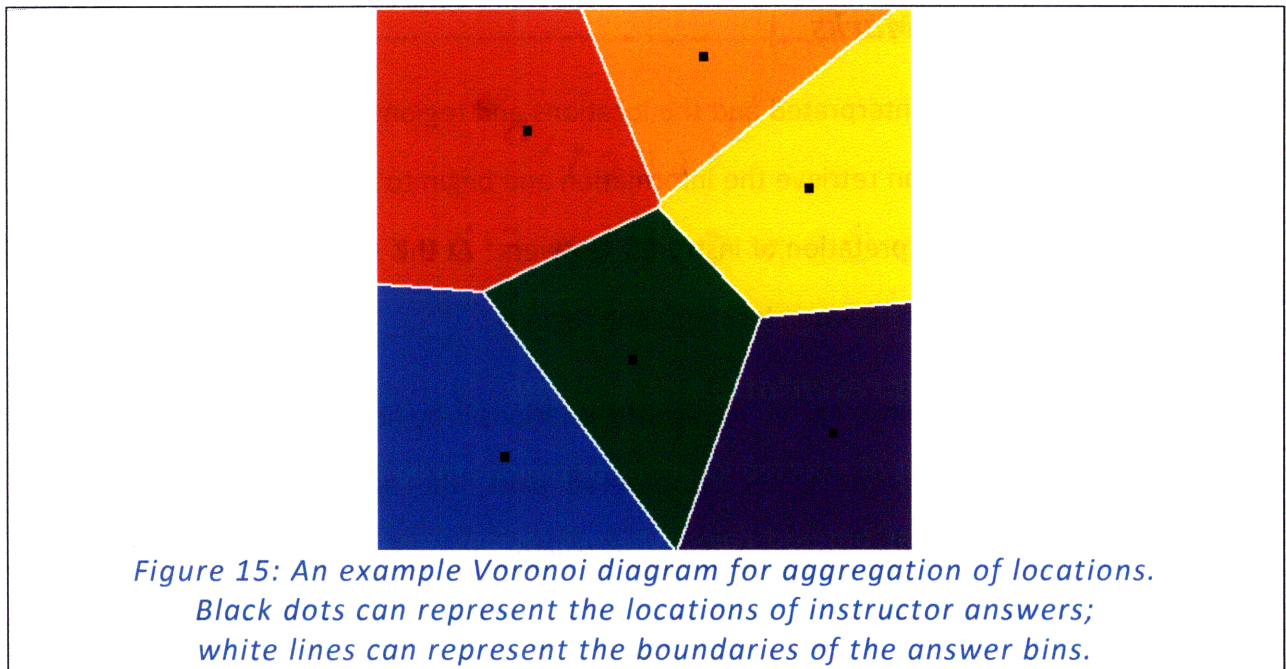 Figure 15: An example Voronoi diagram for aggregation of locations.
Black dots can represent the locations of instructor answers;
white lines can represent the boundaries of the answer bins.